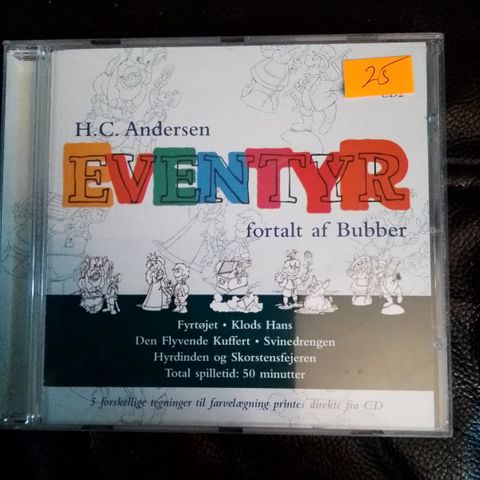 25
CD2
H.C. Andersen
EVENTYR
fortalt af Bubber
Fyrtøjet • Klods Hans
Den Flyvende Kuffert • Svinedrengen
Hyrdinden og Skorstensfejeren
Total spilletid: 50 minutter
5 forskellige tegninger til farvelægning printes direkte fra CD